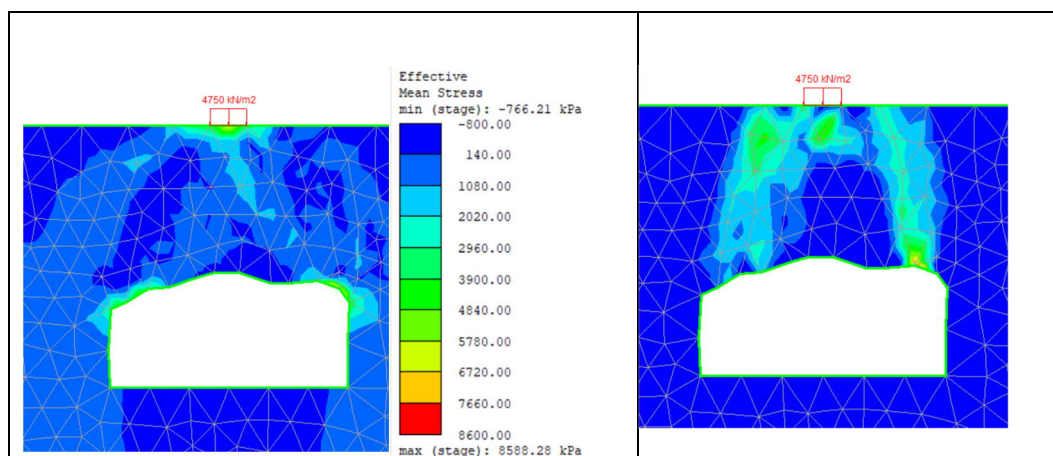 4750 kN/m2
Effective
Mean Stress
min (stage): -766.21 kPa
-800.00
140.00
1080.00
2020.00
2960.00
3900.00
4840.00
5780.00
6720.00
7660.00
8600.00
max (stage): 8588.28 kPa
4750 kN/m2